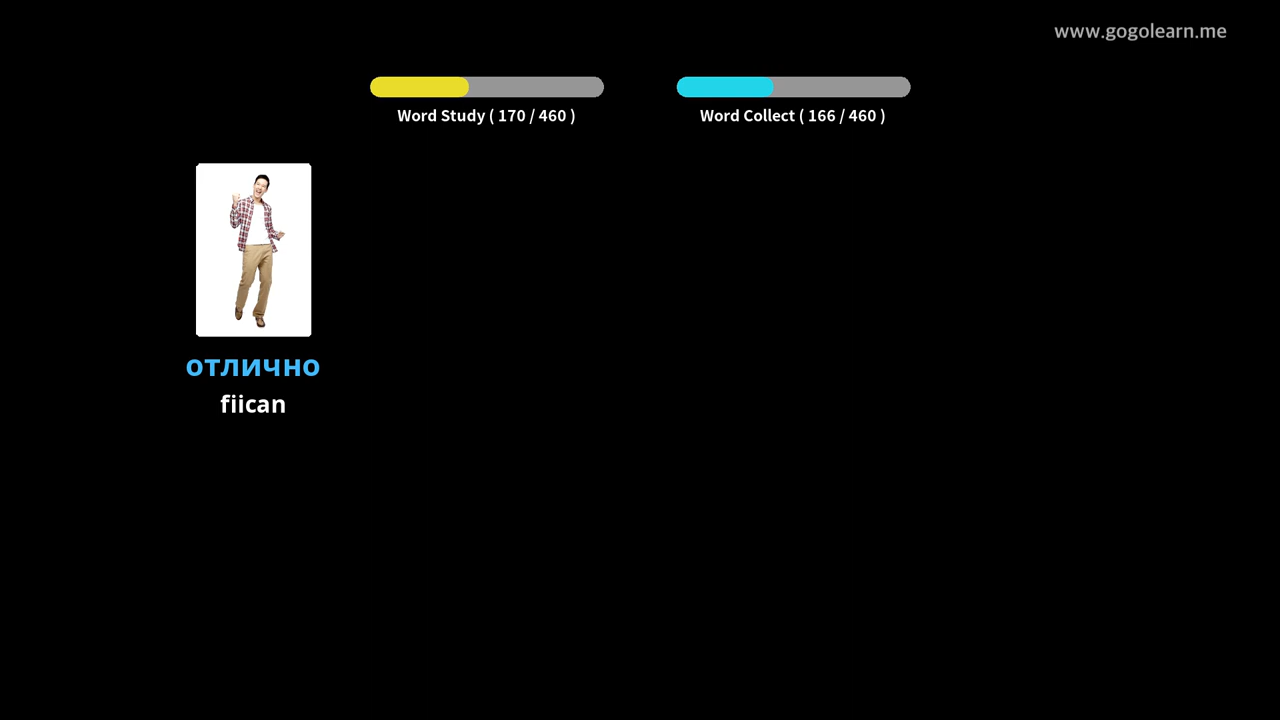 www.gogolearn.me
Word Study ( 170 / 460 )
Word Collect ( 166 / 460 )
отлично
fiican